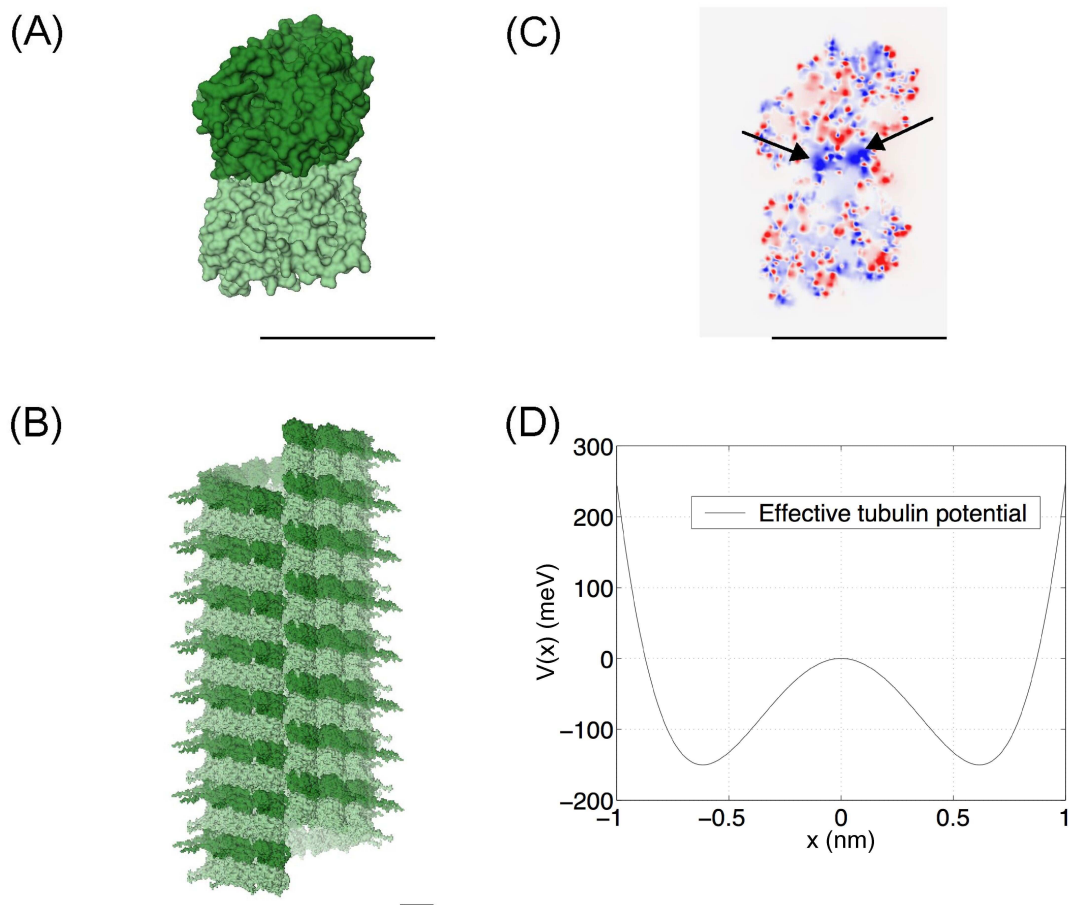 (A)
(C)
(B)
(D)
300
200
100
0
−100
−200
V(x) (meV)
Effective tubulin potential
−1
−0.5
0
0.5
1
x (nm)